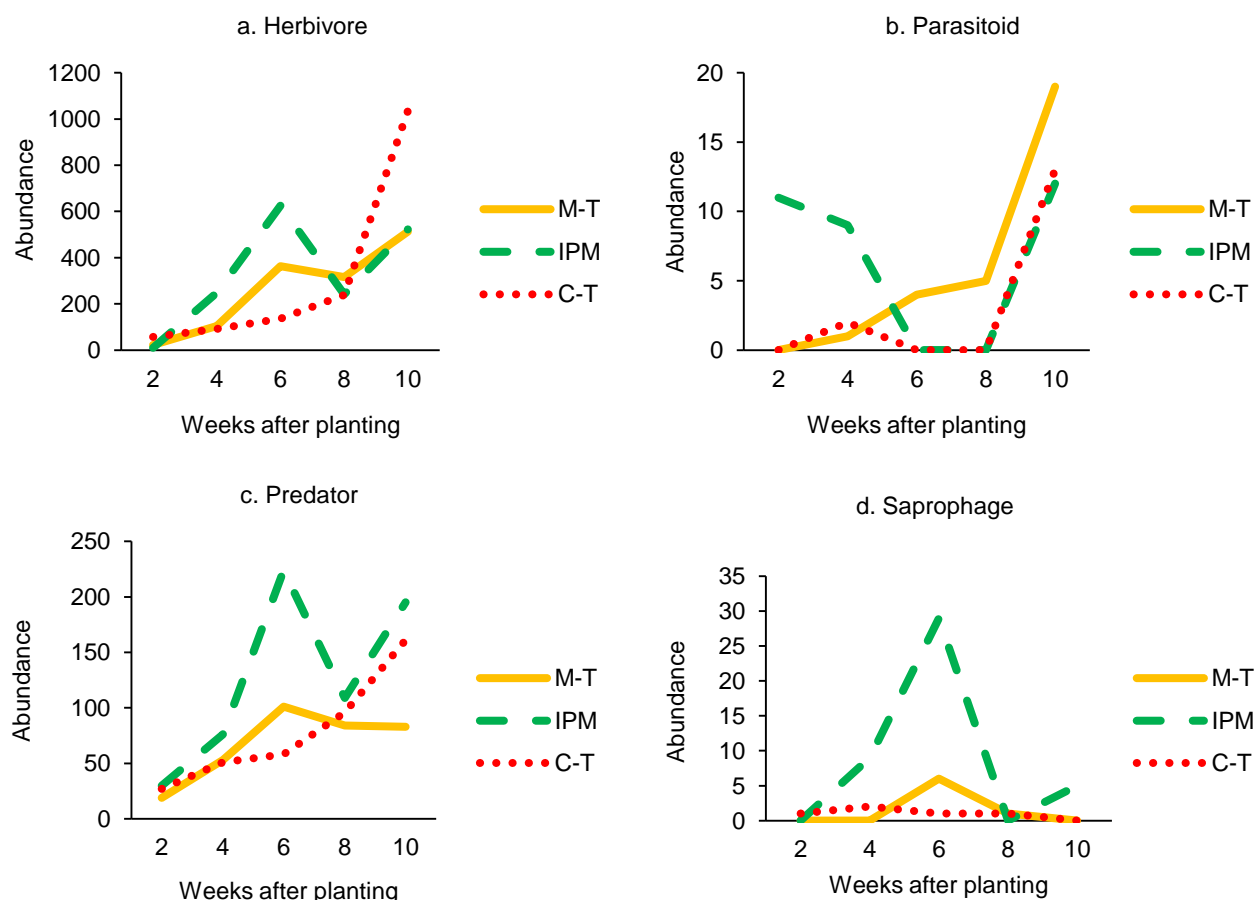 a. Herbivore
1200
1000
800
600
400
200
0
Abundance
2 4 6 8 10
Weeks after planting
M-T
IPM
C-T
b. Parasitoid
20
15
10
5
0
Abundance
2 4 6 8 10
Weeks after planting
M-T
IPM
C-T
c. Predator
250
200
150
100
50
0
Abundance
2 4 6 8 10
Weeks after planting
M-T
IPM
C-T
d. Saprophage
35
30
25
20
15
10
5
0
Abundance
2 4 6 8 10
Weeks after planting
M-T
IPM
C-T